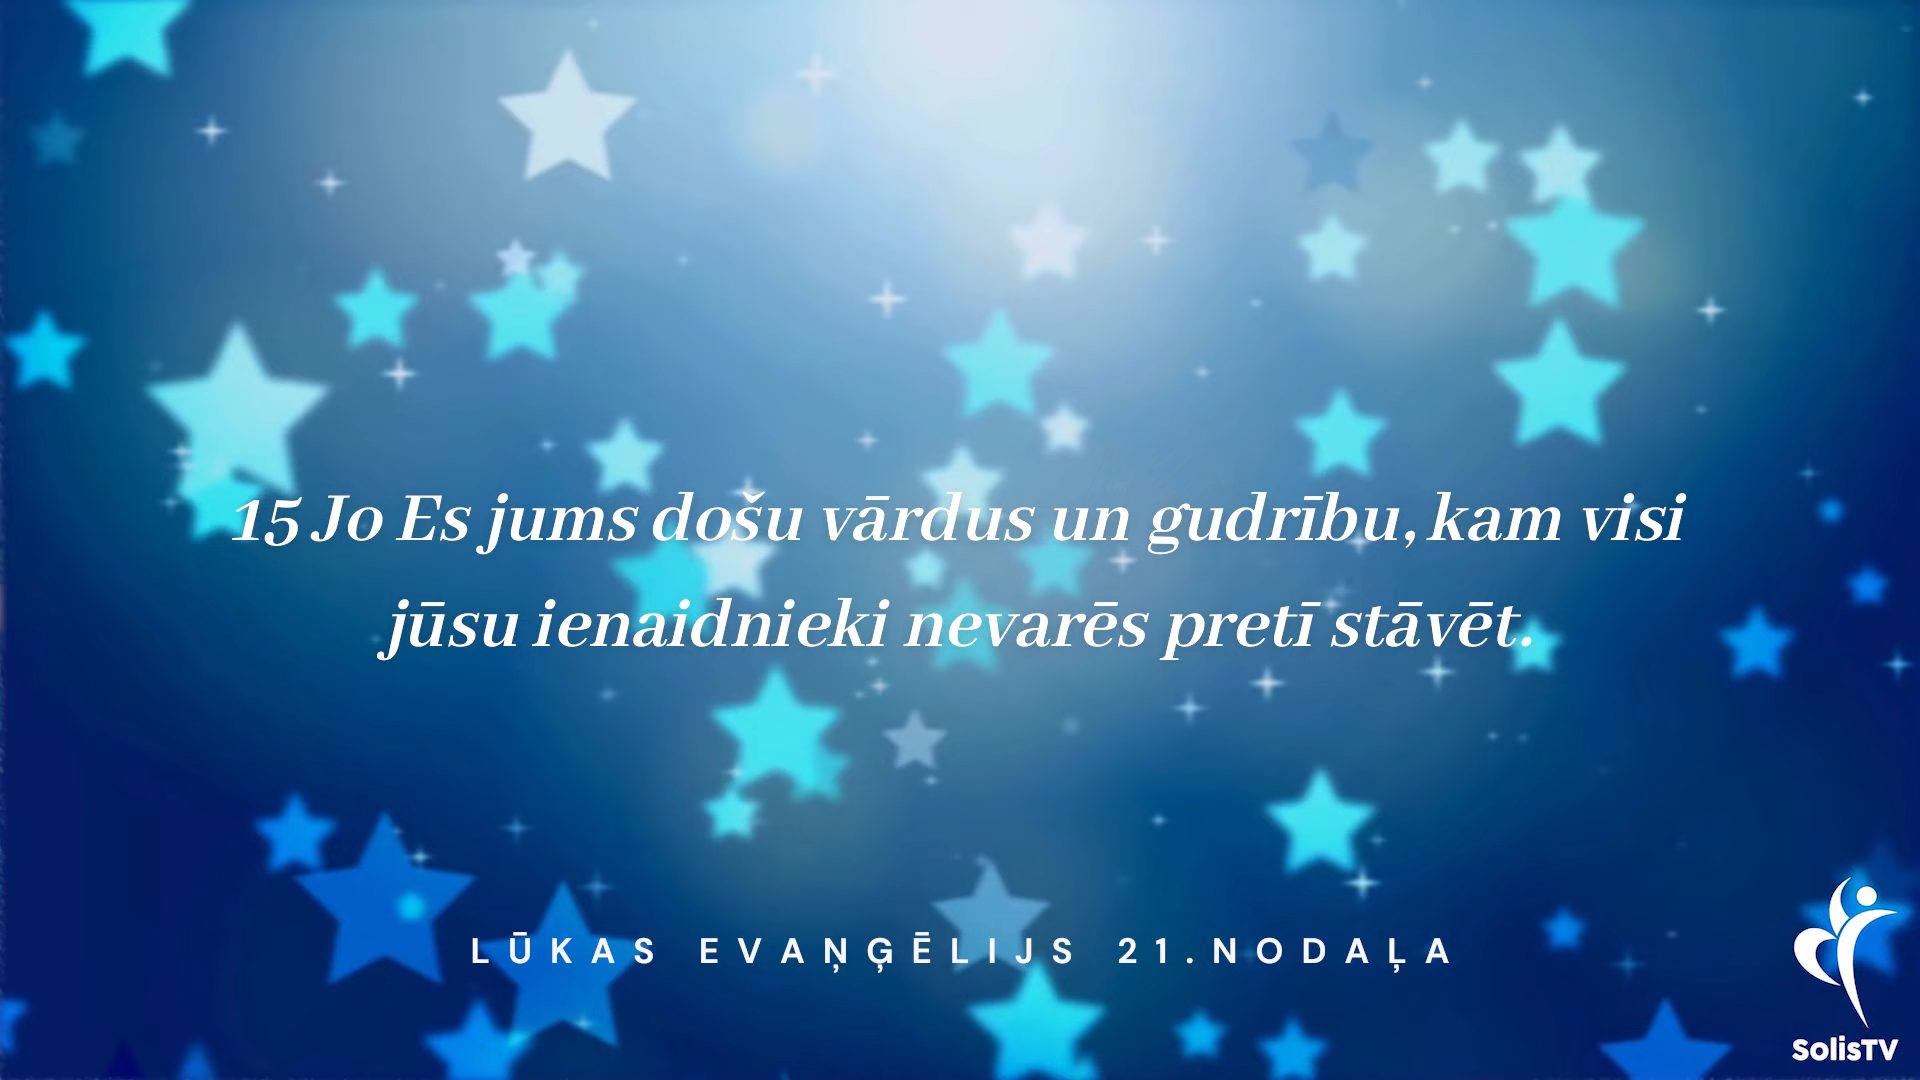 15 Jo Es jums došu vārdus un gudrību, kam visi
jūsu ienaidnieki nevarēs pretī stāvēt.
LŪKAS EVAŅĢĒLIJS 21.NODAĻA
SolisTV